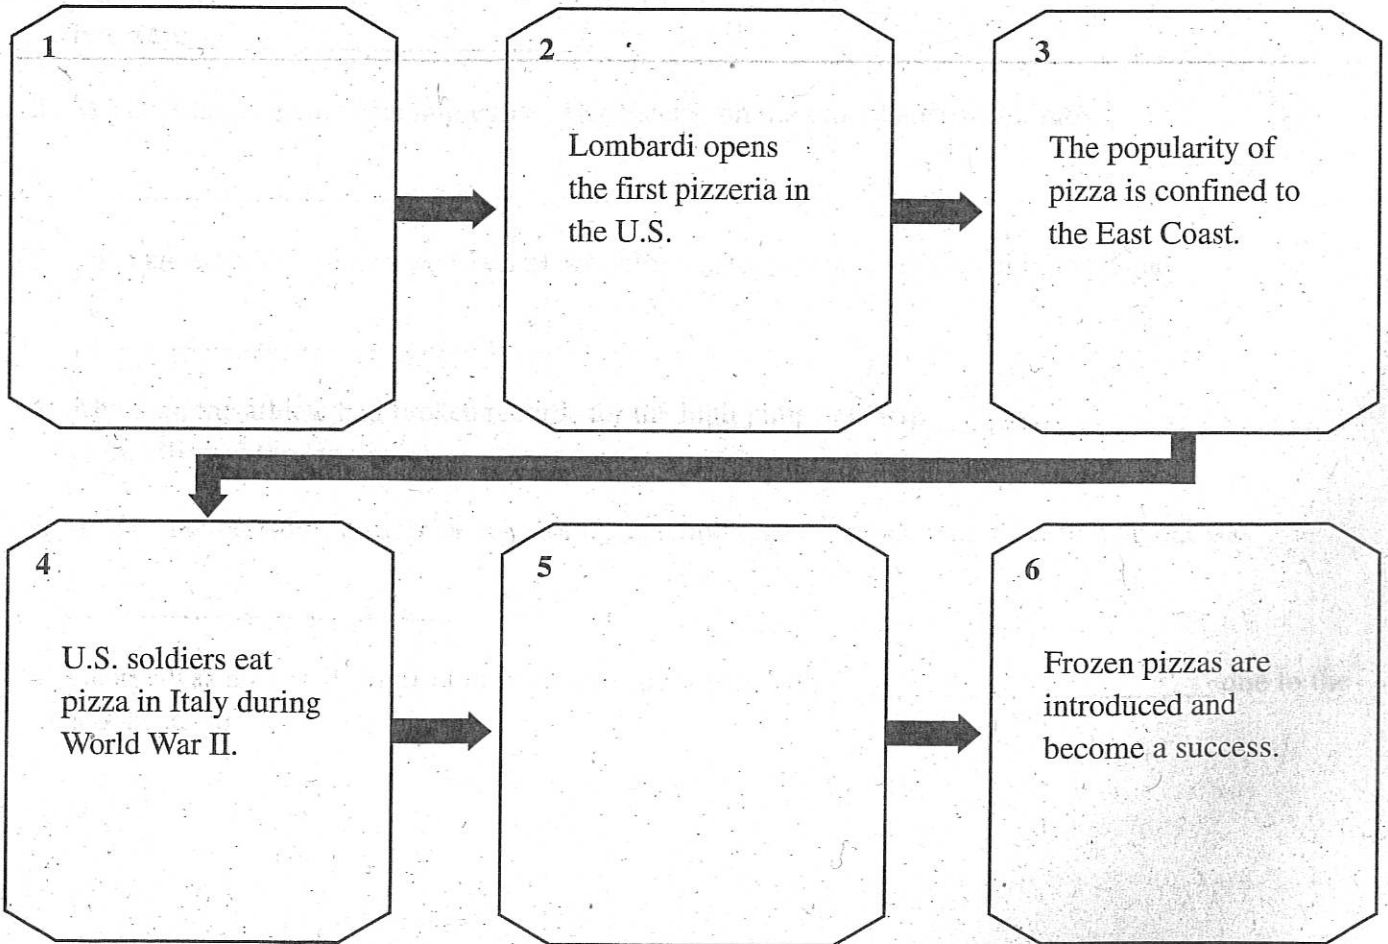 1
2
Lombardi opens
the first pizzeria in
the U.S.
3
The popularity of
pizza is confined to
the East Coast.
4
U.S. soldiers eat
pizza in Italy during
World War II.
5
6
Frozen pizzas are
introduced and
become a success.